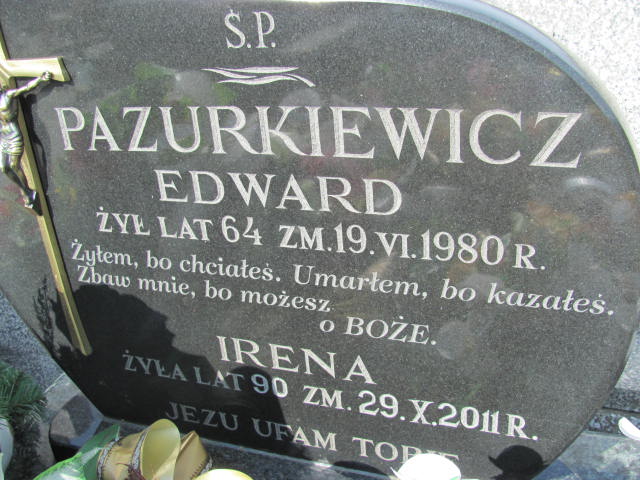 Ś.P.
PAZURKIEWICZ
EDWARD
ŻYŁ LAT 64 ZM. 19.VI.1980 R.
Żyłem, bo chciałeś. Umarłem, bo kazałeś.
Zbaw mnie, bo możesz
o BOŻE.
IRENA
ŻYŁA LAT 90 ZM. 29.X.2011 R.
JEZU UFAM TOBIE